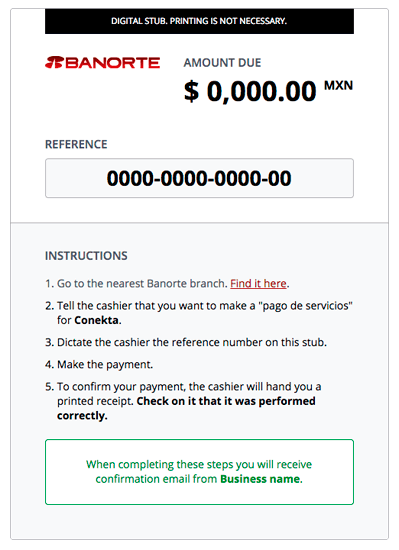 DIGITAL STUB. PRINTING IS NOT NECESSARY.
BANORTE
AMOUNT DUE
$ 0,000.00 MXN
REFERENCE
0000-0000-0000-00
INSTRUCTIONS
1. Go to the nearest Banorte branch. Find it here.
2. Tell the cashier that you want to make a "pago de servicios"
for Conekta.
3. Dictate the cashier the reference number on this stub.
4. Make the payment.
5. To confirm your payment, the cashier will hand you a
printed receipt. Check on it that it was performed
correctly.
When completing these steps you will receive
confirmation email from Business name.